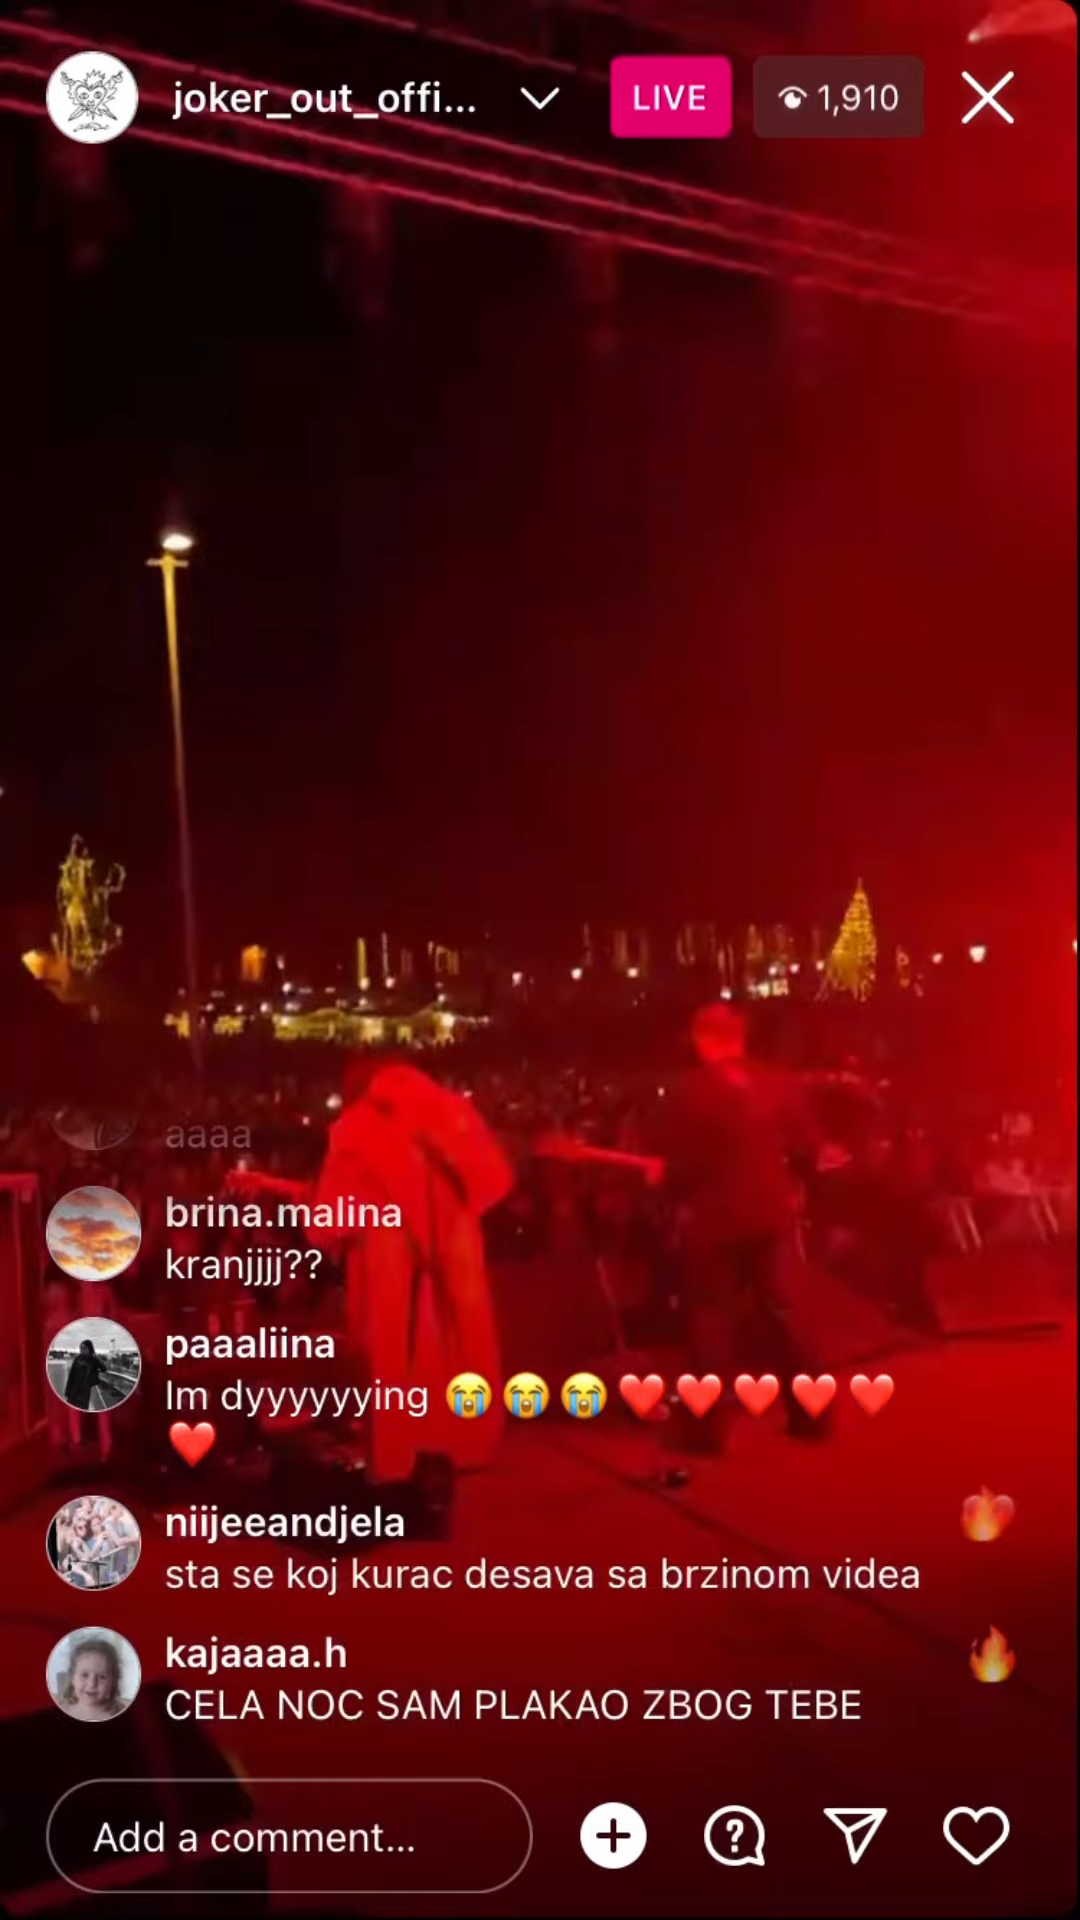 joker_out_offi...
LIVE
1,910
aaaa
brina.malina
kranjjjj??
paaaliina
Im dyyyyyying 😭😭😭❤️❤️❤️❤️❤️
❤️
niijeeandjela
sta se koj kurac desava sa brzinom videa
kajaaaa.h
CELA NOC SAM PLAKAO ZBOG TEBE
Add a comment...